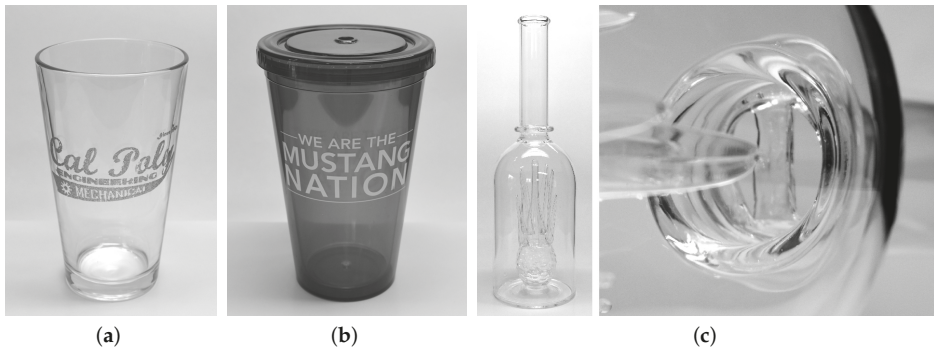 Cal Poly
ENGINEERING
MECHANICAL
WE ARE THE
MUSTANG
NATION
(a)
(b)
(c)